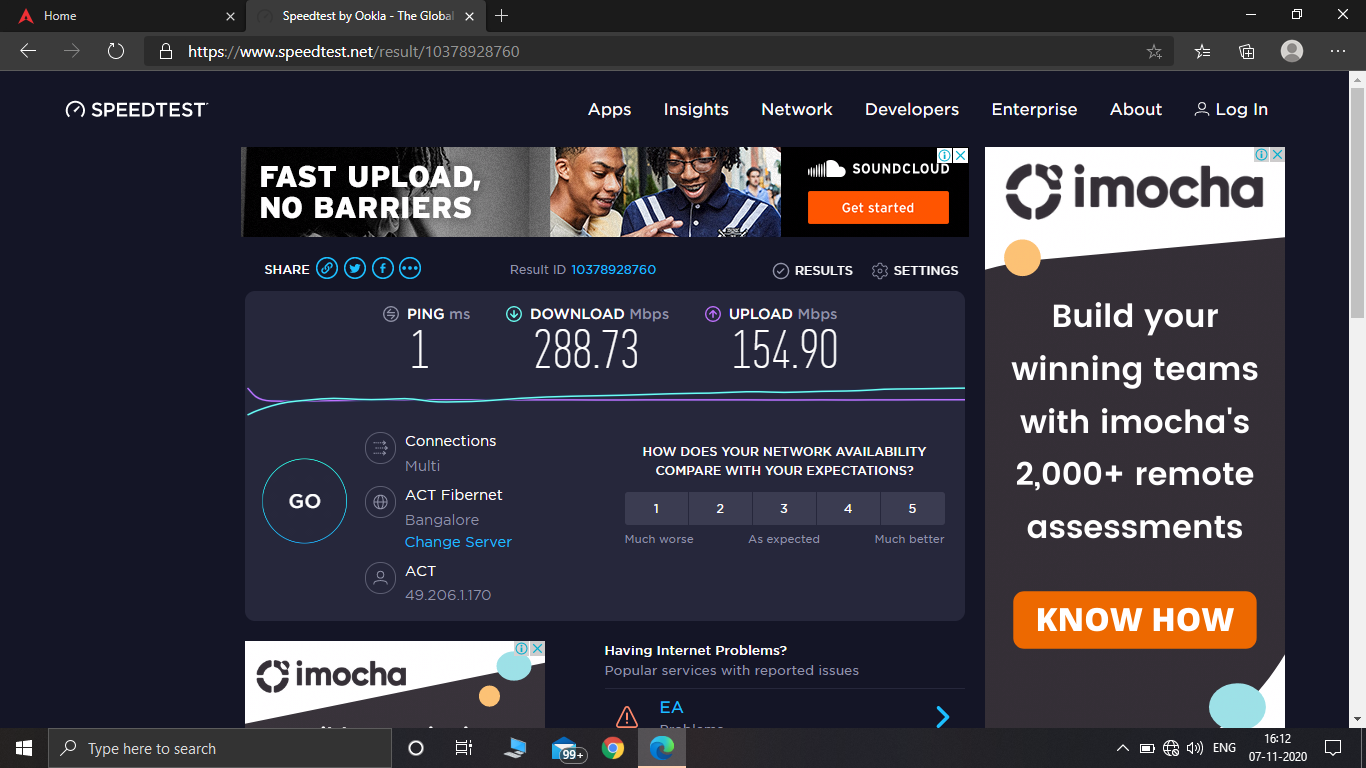 Home
Speedtest by Ookla - The Global
https://www.speedtest.net/result/10378928760
SPEEDTEST
Apps
Insights
Network
Developers
Enterprise
About
Log In
FAST UPLOAD,
NO BARRIERS
SOUNDCLOUD
Get started
imocha
Build your
winning teams
with imocha's
2,000+ remote
assessments
KNOW HOW
SHARE
Result ID 10378928760
RESULTS
SETTINGS
PING ms
1
DOWNLOAD Mbps
288.73
UPLOAD Mbps
154.90
GO
Connections
Multi
ACT Fibernet
Bangalore
Change Server
ACT
49.206.1.170
HOW DOES YOUR NETWORK AVAILABILITY
COMPARE WITH YOUR EXPECTATIONS?
1 2 3 4 5
Much worse As expected Much better
imocha
Having Internet Problems?
Popular services with reported issues
EA
Problems
Type here to search
99+
ENG
16:12
07-11-2020